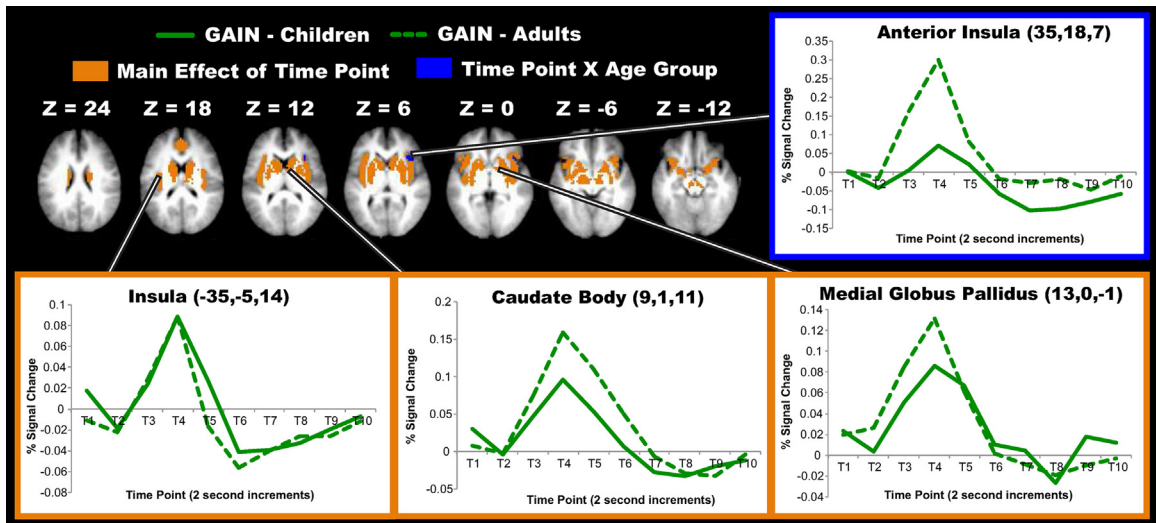 GAIN - Children
GAIN - Adults
Main Effect of Time Point
Time Point X Age Group
Z = 24
Z = 18
Z = 12
Z = 6
Z = 0
Z = -6
Z = -12
Anterior Insula (35,18,7)
% Signal Change
0.35
0.3
0.25
0.2
0.15
0.1
0.05
0
-0.05
-0.1
-0.15
T1 T2 T3 T4 T5 T6 T7 T8 T9 T10
Time Point (2 second increments)
Insula (-35,-5,14)
% Signal Change
0.1
0.08
0.06
0.04
0.02
0
-0.02
-0.04
-0.06
-0.08
T1 T2 T3 T4 T5 T6 T7 T8 T9 T10
Time Point (2 second increments)
Caudate Body (9,1,11)
% Signal Change
0.2
0.15
0.1
0.05
0
-0.05
T1 T2 T3 T4 T5 T6 T7 T8 T9 T10
Time Point (2 second increments)
Medial Globus Pallidus (13,0,-1)
% Signal Change
0.14
0.12
0.1
0.08
0.06
0.04
0.02
0
-0.02
-0.04
T1 T2 T3 T4 T5 T6 T7 T8 T9 T10
Time Point (2 second increments)